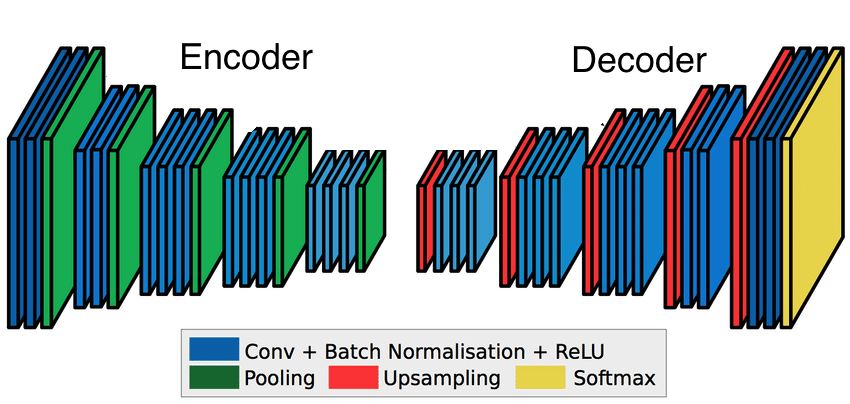 Encoder
Decoder
Conv + Batch Normalisation + ReLU
Pooling
Upsampling
Softmax